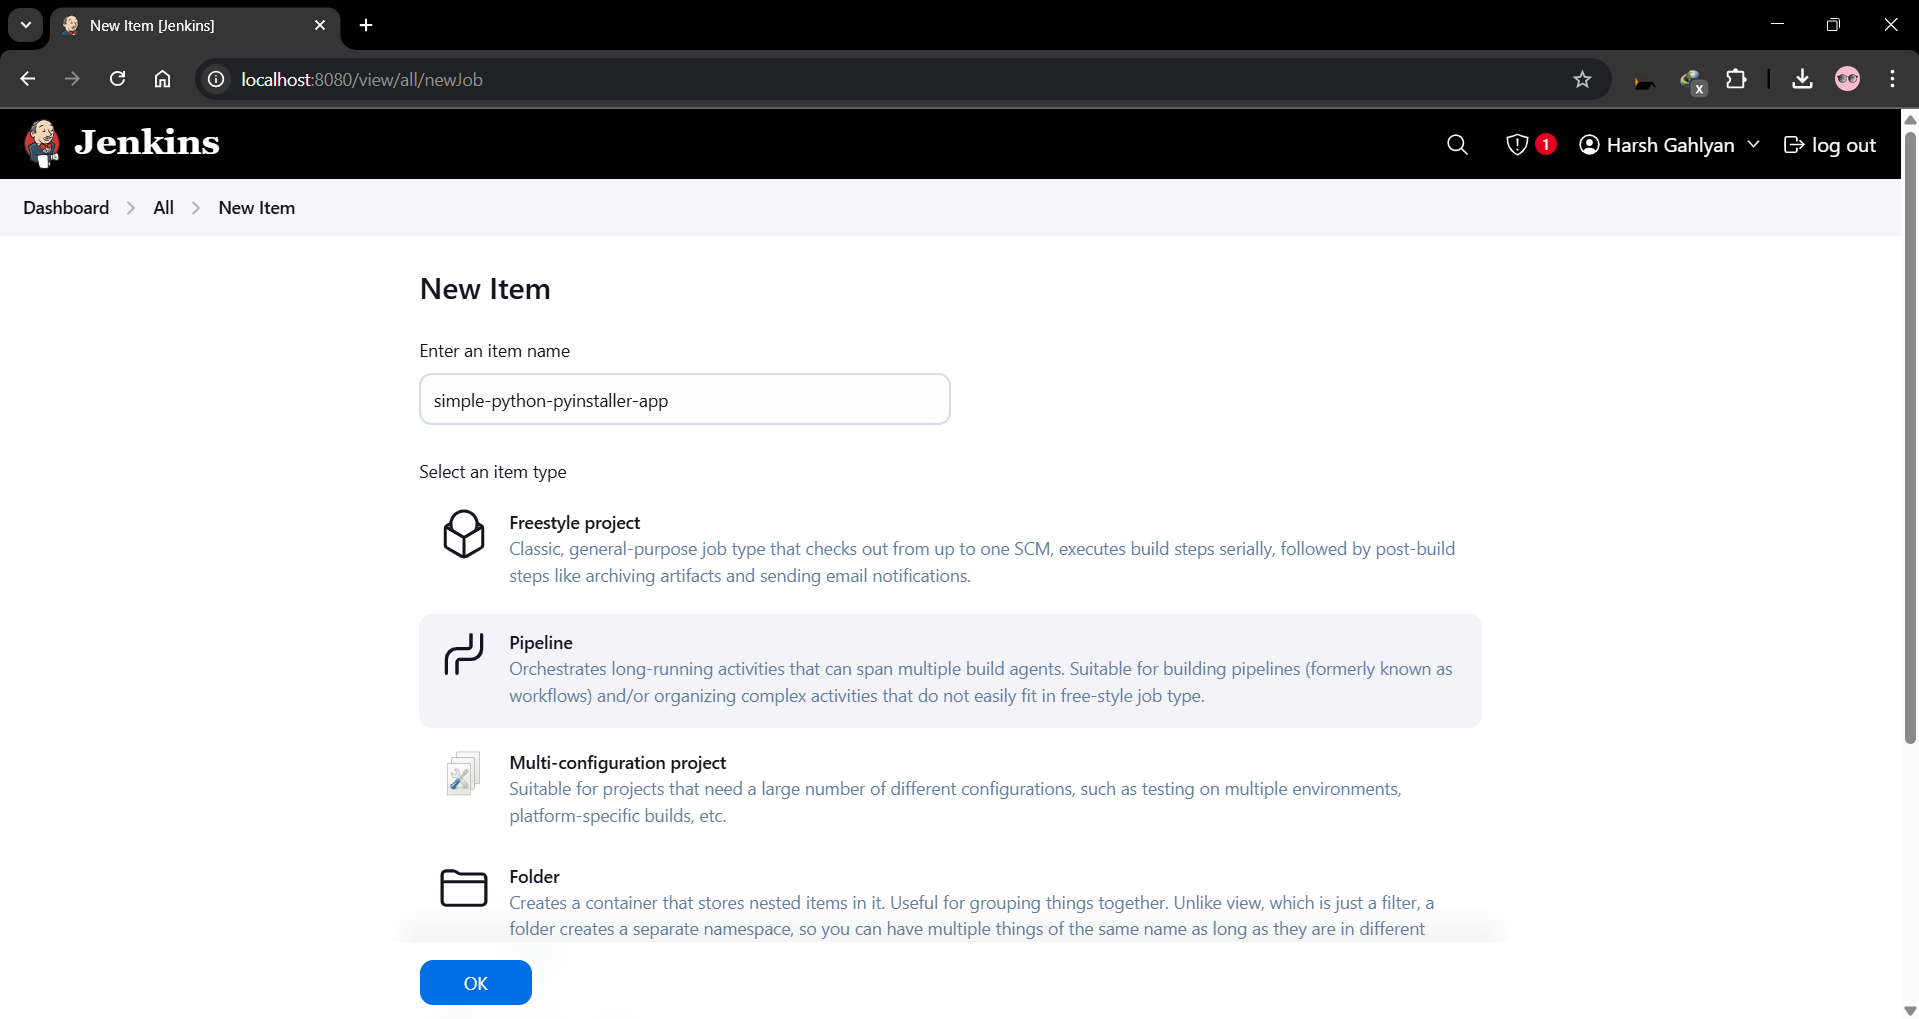 New Item [Jenkins]
localhost:8080/view/all/newJob
x
Jenkins
1
Harsh Gahlyan
log out
Dashboard
All
New Item
New Item
Enter an item name
simple-python-pyinstaller-app
Select an item type
Freestyle project
Classic, general-purpose job type that checks out from up to one SCM, executes build steps serially, followed by post-build
steps like archiving artifacts and sending email notifications.
Pipeline
Orchestrates long-running activities that can span multiple build agents. Suitable for building pipelines (formerly known as
workflows) and/or organizing complex activities that do not easily fit in free-style job type.
Multi-configuration project
Suitable for projects that need a large number of different configurations, such as testing on multiple environments,
platform-specific builds, etc.
Folder
Creates a container that stores nested items in it. Useful for grouping things together. Unlike view, which is just a filter, a
folder creates a separate namespace, so you can have multiple things of the same name as long as they are in different
OK